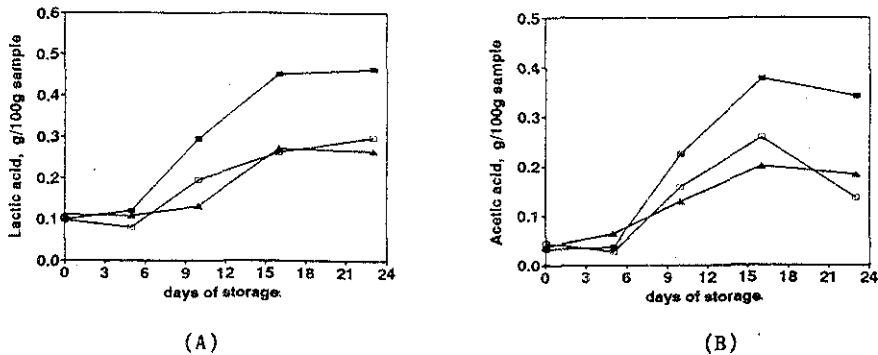 0.6
0.5
0.4
0.3
0.2
0.1
0.0
Lactic acid, g/100g sample
0 3 6 9 12 15 18 21 24
days of storage.
(A)
0.5
0.4
0.3
0.2
0.1
0.0
Acetic acid, g/100g sample
0 3 6 9 12 15 18 21 24
days of storage.
(B)